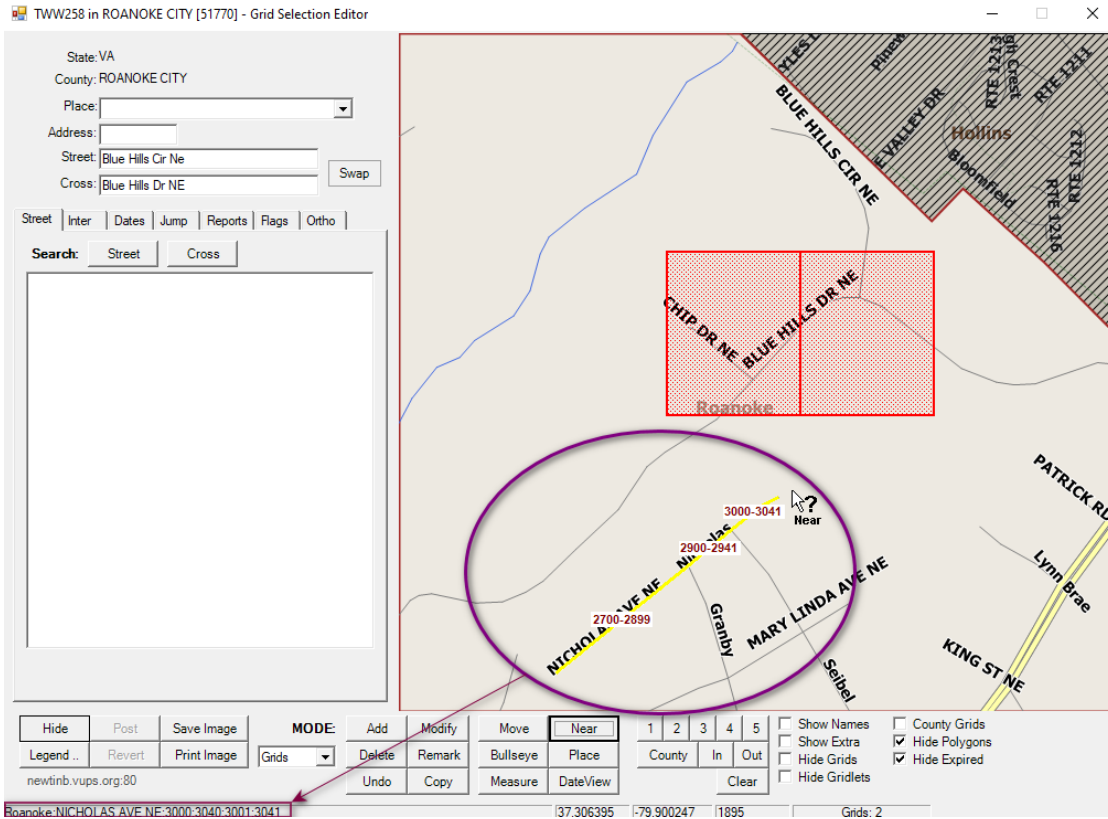 TWW258 in ROANOKE CITY [51770] - Grid Selection Editor
State: VA
County: ROANOKE CITY
Place:
Address:
Street: Blue Hills Cir Ne
Cross: Blue Hills Dr NE
Swap
Street Inter Dates Jump Reports Flags Ortho
Search: Street Cross
BLUE HILLS CIR NE
E VALLEY DR
RTE 1213
gh Crest
RTE 1211
Hollins
Bloomfield
RTE 1212
RTE 1216
CHIP DR NE
BLUE HILLS DR NE
Roanoke
PATRICK RD
3000-3041
Near
2900-2941
2700-2899
NICHOLAS AVE NE
Granby
MARY LINDA AVE NE
Seibel
Lynn Brae
KING ST NE
Hide Post Save Image MODE: Add Modify Move Near 1 2 3 4 5 Show Names County Grids
Show Extra Hide Polygons
Legend .. Revert Print Image Grids Delete Remark Bullseye Place County In Out Hide Grids Hide Expired
newtinb.vups.org:80 Undo Copy Measure DateView Clear Hide Gridlets
Roanoke:NICHOLAS AVE NE:3000:3040:3001:3041 37.306395 -79.900247 1895 Grids: 2